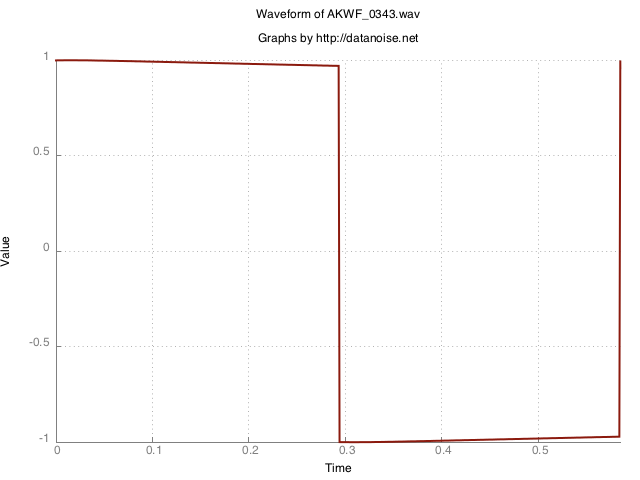 Waveform of AKWF_0343.wav
Graphs by http://datanoise.net
1
0.5
0
-0.5
-1
Value
0 0.1 0.2 0.3 0.4 0.5
Time